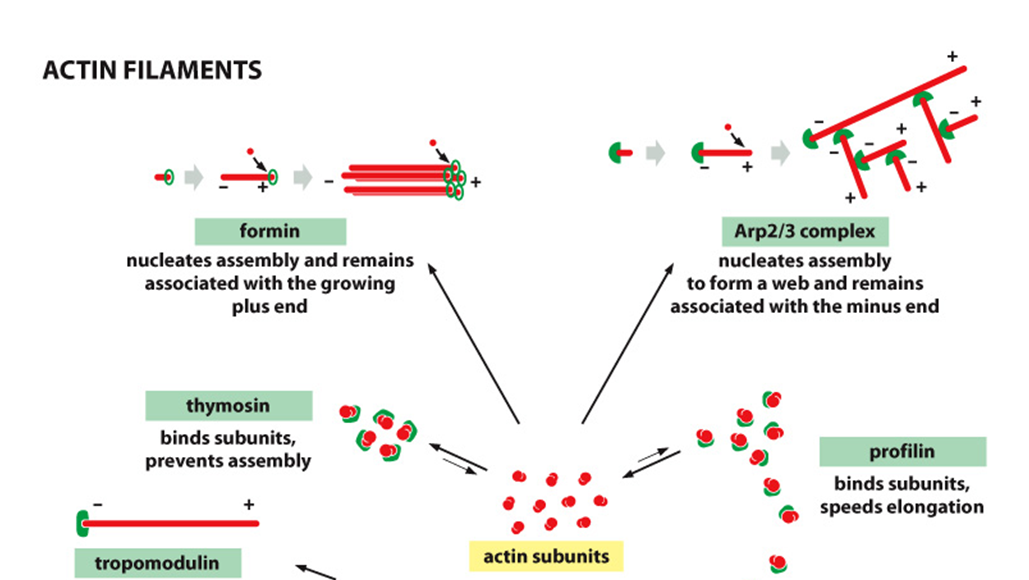 ACTIN FILAMENTS
+
+
+
+
+
+
+
-
-
-
-
-
-
-
formin
nucleates assembly and remains
associated with the growing
plus end
Arp2/3 complex
nucleates assembly
to form a web and remains
associated with the minus end
thymosin
binds subunits,
prevents assembly
profilin
binds subunits,
speeds elongation
– +
tropomodulin
actin subunits